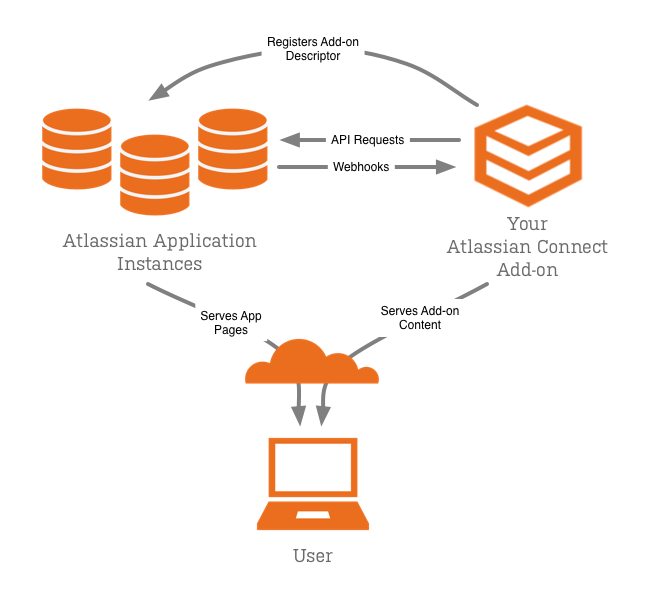 Registers Add-on
Descriptor
API Requests
Webhooks
Atlassian Application
Instances
Your
Atlassian Connect
Add-on
Serves App
Pages
Serves Add-on
Content
User